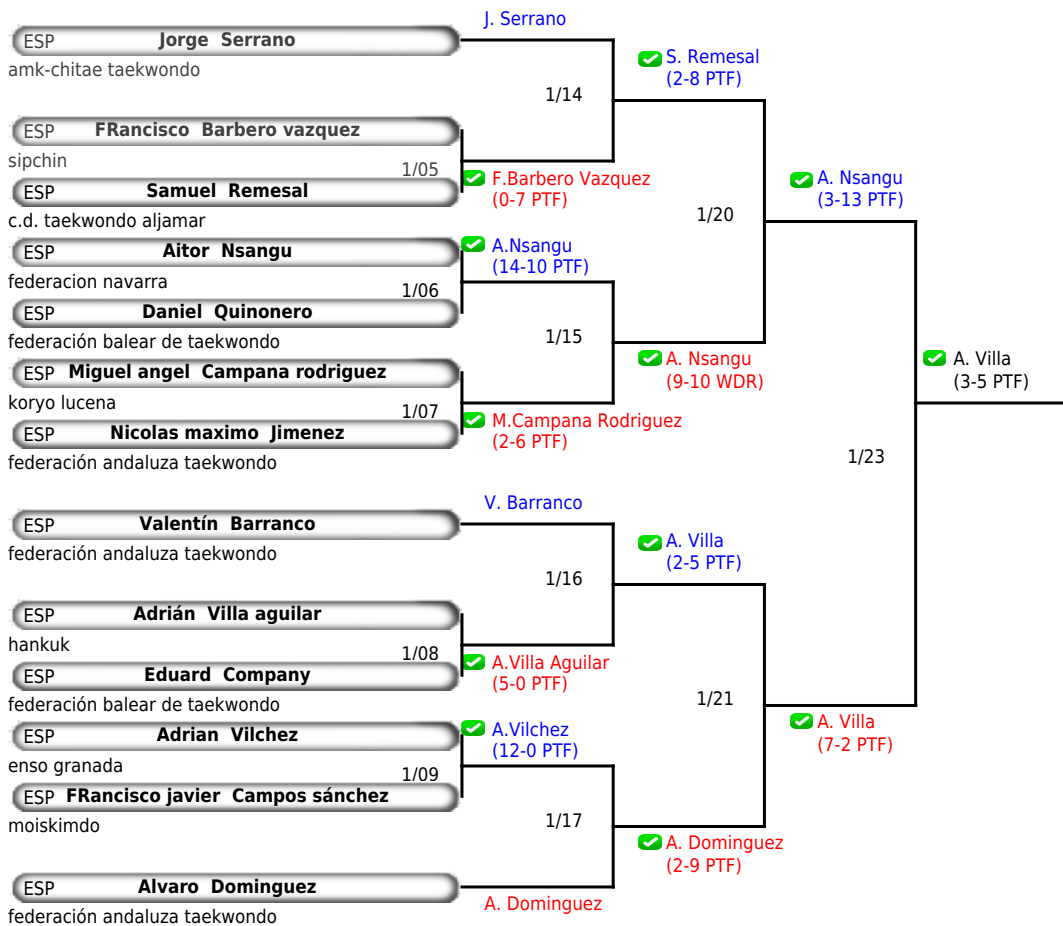 J. Serrano
ESP Jorge Serrano
amk-chitae taekwondo
S. Remesal
(2-8 PTF)
1/14
ESP FRancisco Barbero vazquez
sipchin
1/05
F.Barbero Vazquez
(0-7 PTF)
ESP Samuel Remesal
c.d. taekwondo aljamar
A. Nsangu
(3-13 PTF)
1/20
ESP Aitor Nsangu
federacion navarra
A.Nsangu
(14-10 PTF)
1/06
ESP Daniel Quinonero
federación balear de taekwondo
1/15
A. Nsangu
(9-10 WDR)
ESP Miguel angel Campana rodriguez
koryo lucena
1/07
M.Campana Rodriguez
(2-6 PTF)
ESP Nicolas maximo Jimenez
federación andaluza taekwondo
A. Villa
(3-5 PTF)
1/23
V. Barranco
ESP Valentín Barranco
federación andaluza taekwondo
A. Villa
(2-5 PTF)
1/16
ESP Adrián Villa aguilar
hankuk
1/08
A.Villa Aguilar
(5-0 PTF)
ESP Eduard Company
federación balear de taekwondo
1/21
A. Villa
(7-2 PTF)
ESP Adrian Vilchez
enso granada
A.Vilchez
(12-0 PTF)
1/09
ESP FRancisco javier Campos sánchez
moiskimdo
1/17
A. Dominguez
(2-9 PTF)
ESP Alvaro Dominguez
federación andaluza taekwondo
A. Dominguez